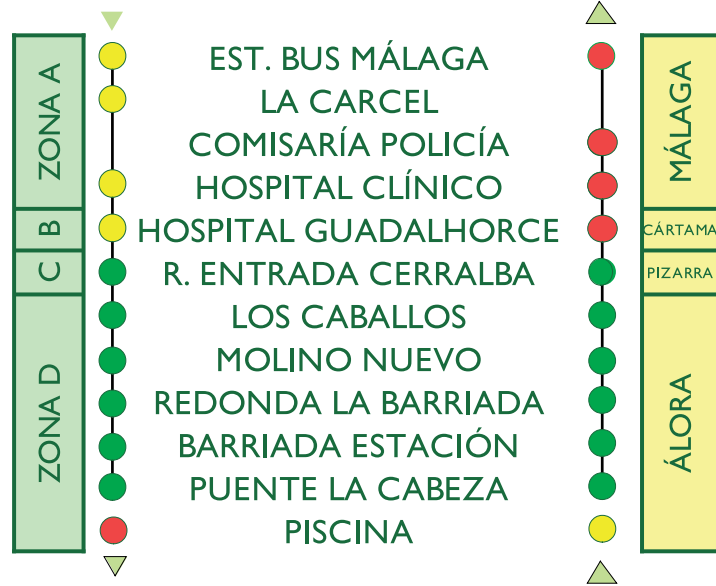 ZONA A
B
C
ZONA D
EST. BUS MÁLAGA
LA CARCEL
COMISARÍA POLICÍA
HOSPITAL CLÍNICO
HOSPITAL GUADALHORCE
R. ENTRADA CERRALBA
LOS CABALLOS
MOLINO NUEVO
REDONDA LA BARRIADA
BARRIADA ESTACIÓN
PUENTE LA CABEZA
PISCINA
MÁLAGA
CÁRTAMA
PIZARRA
ÁLORA